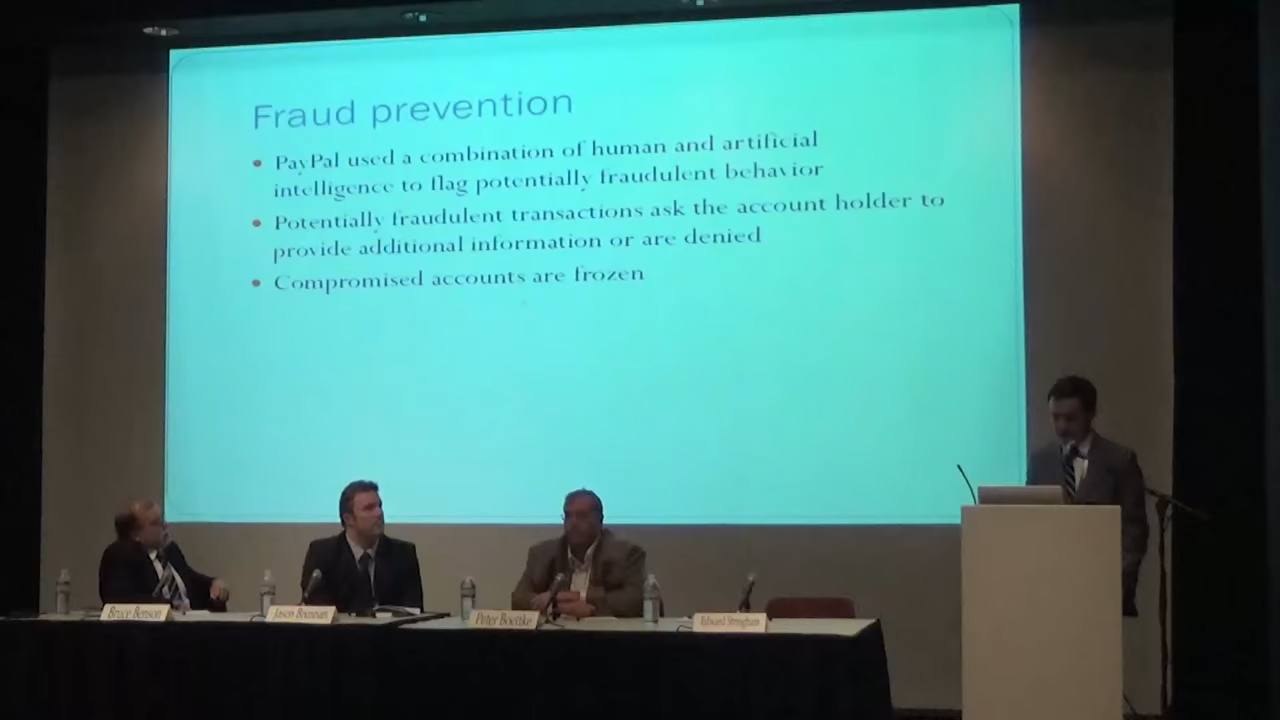 Fraud prevention
• PayPal used a combination of human and artificial
intelligence to flag potentially fraudulent behavior
• Potentially fraudulent transactions ask the account holder to
provide additional information or are denied
• Compromised accounts are frozen
Bruce Benson
Jason Brennan
Peter Boettke
Edward Stringham